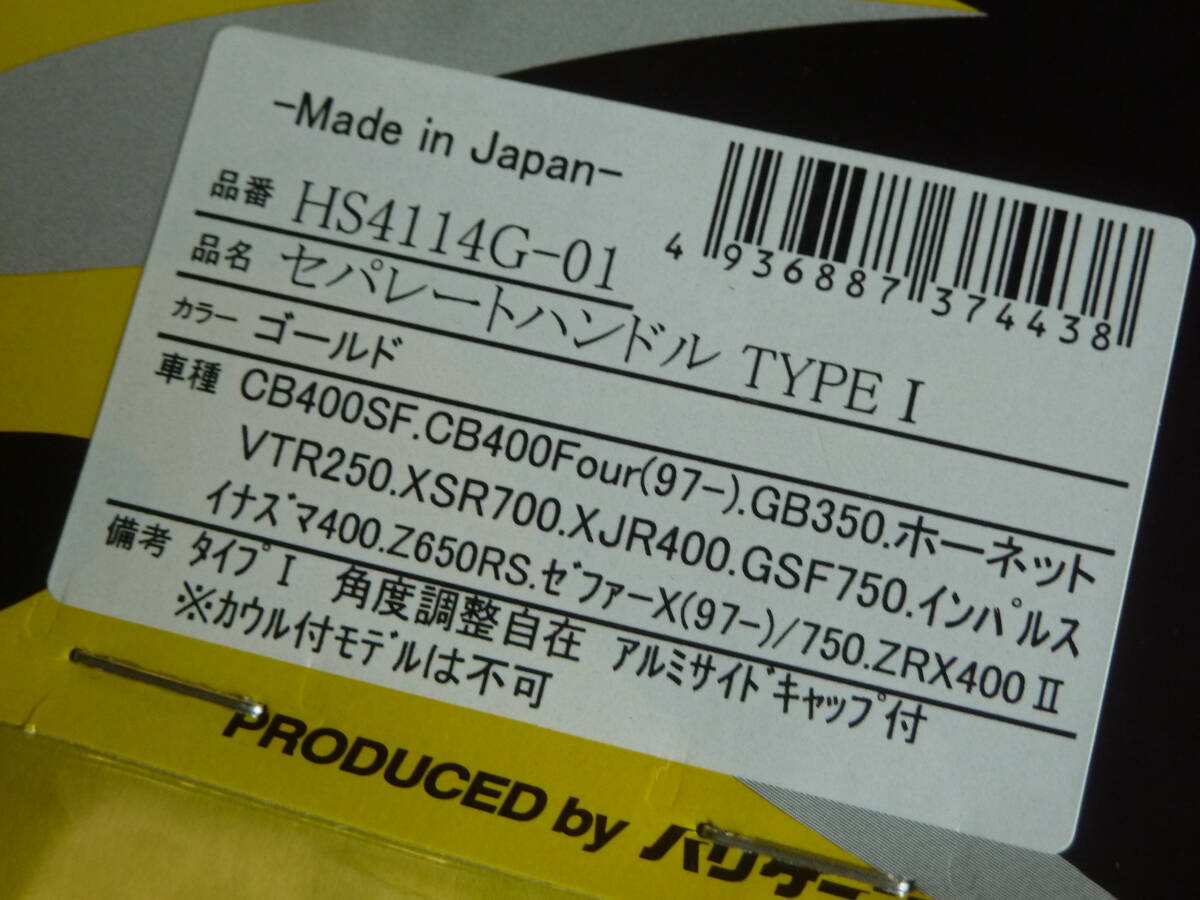 -Made in Japan-
品番 HS4114G-01
4 936887 374438
品名 セパレートハンドル TYPE I
カラー ゴールド
車種 CB400SF.CB400Four(97-).GB350.ホーネット
VTR250.XSR700.XJR400.GSF750.インパルス
イナズマ400.Z650RS.ゼファーX(97-)/750.ZRX400Ⅱ
備考 タイプI 角度調整自在 アルミサイドキャップ付
※カウル付モデルは不可
PRODUCED by